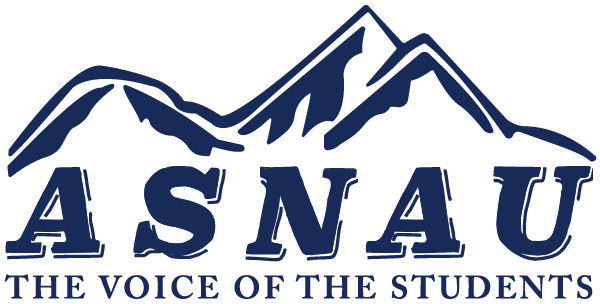 ASNAU
THE VOICE OF THE STUDENTS